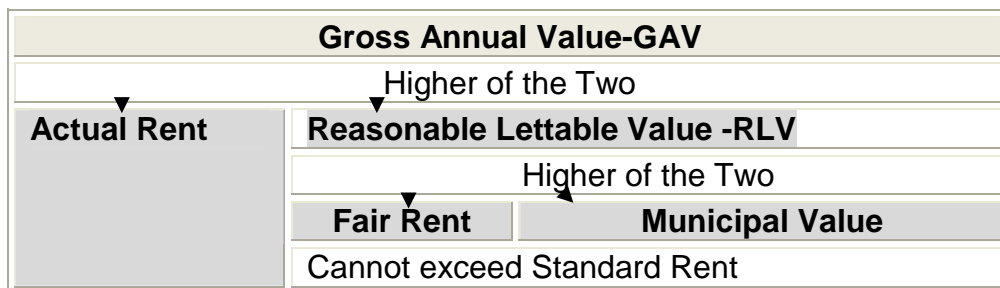 Gross Annual Value-GAV
Higher of the Two
Actual Rent
Reasonable Lettable Value -RLV
Higher of the Two
Fair Rent
Municipal Value
Cannot exceed Standard Rent